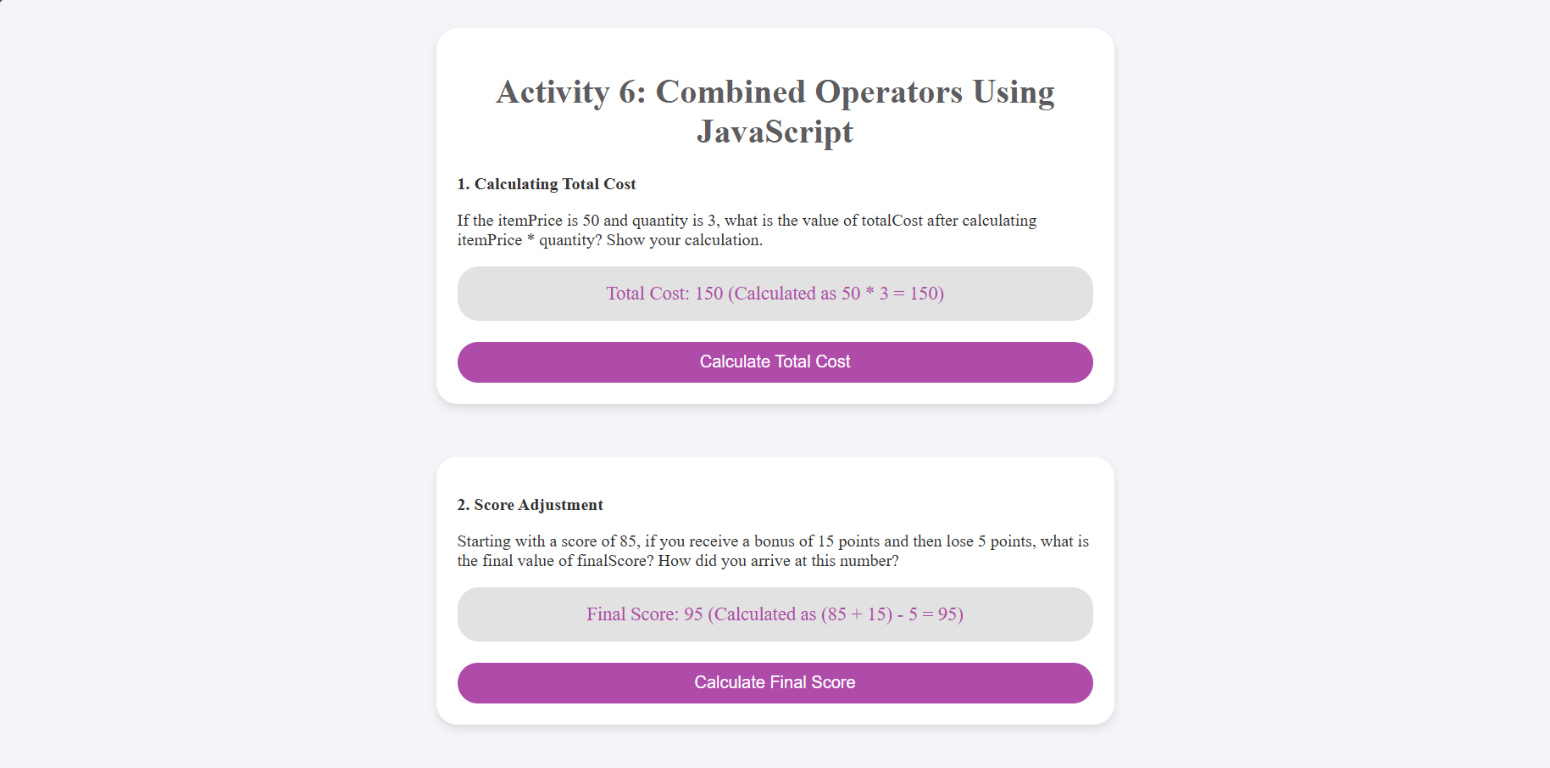 Activity 6: Combined Operators Using
JavaScript
1. Calculating Total Cost
If the itemPrice is 50 and quantity is 3, what is the value of totalCost after calculating
itemPrice * quantity? Show your calculation.
Total Cost: 150 (Calculated as 50 * 3 = 150)
Calculate Total Cost
2. Score Adjustment
Starting with a score of 85, if you receive a bonus of 15 points and then lose 5 points, what is
the final value of finalScore? How did you arrive at this number?
Final Score: 95 (Calculated as (85 + 15) - 5 = 95)
Calculate Final Score